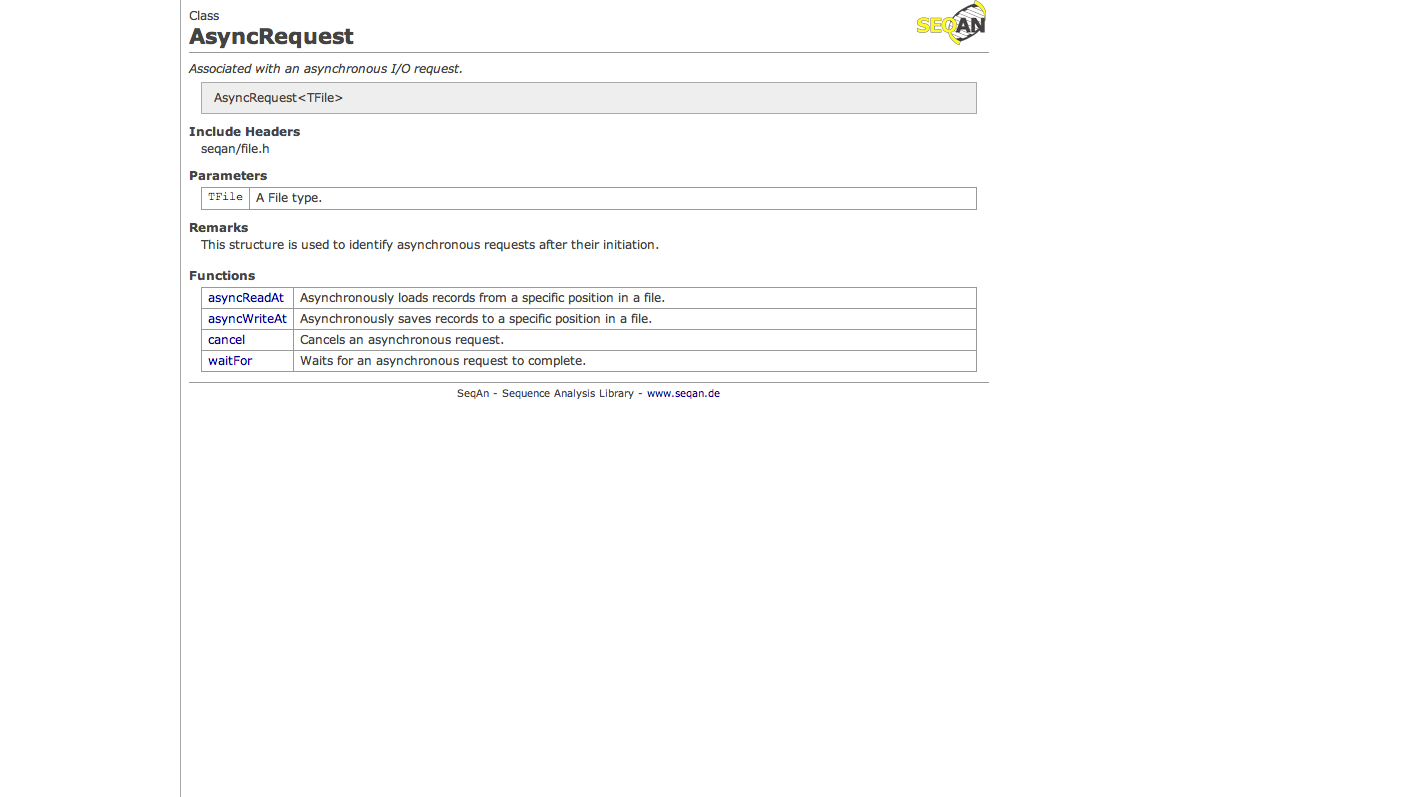 Class
SEQAN
AsyncRequest
Associated with an asynchronous I/O request.
AsyncRequest<TFile>
Include Headers
seqan/file.h
Parameters
TFile A File type.
Remarks
This structure is used to identify asynchronous requests after their initiation.
Functions
asyncReadAt Asynchronously loads records from a specific position in a file.
asyncWriteAt Asynchronously saves records to a specific position in a file.
cancel Cancels an asynchronous request.
waitFor Waits for an asynchronous request to complete.
SeqAn - Sequence Analysis Library - www.seqan.de